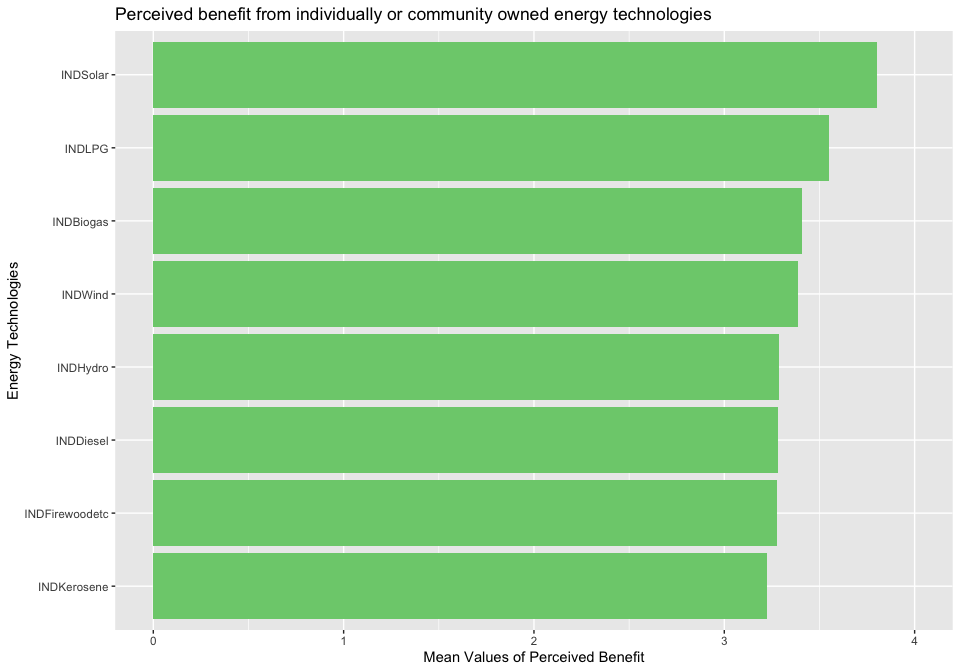 Perceived benefit from individually or community owned energy technologies
Energy Technologies
INDSolar
INDLPG
INDBiogas
INDWind
INDHydro
INDDiesel
INDFirewoodetc
INDKerosene
0 1 2 3 4
Mean Values of Perceived Benefit